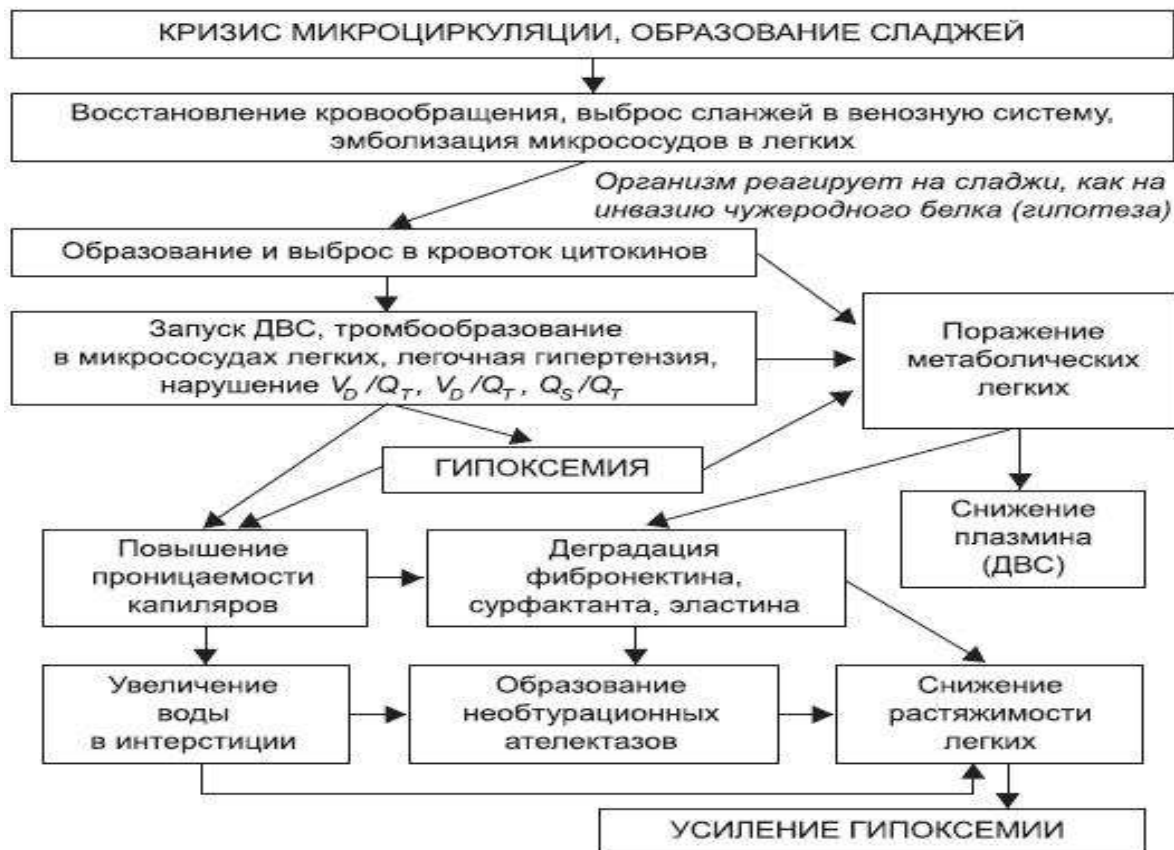 КРИЗИС МИКРОЦИРКУЛЯЦИИ, ОБРАЗОВАНИЕ СЛАДЖЕЙ
Восстановление кровообращения, выброс сланжей в венозную систему,
эмболизация микрососудов в легких
Организм реагирует на сладжи, как на
инвазию чужеродного белка (гипотеза)
Образование и выброс в кровоток цитокинов
Запуск ДВС, тромбообразование
в микрососудах легких, легочная гипертензия,
нарушение V_D/Q_T, V_D/Q_T, Q_S/Q_T
Поражение
метаболических
легких
ГИПОКСЕМИЯ
Снижение
плазмина
(ДВС)
Повышение
проницаемости
капиляров
Деградация
фибронектина,
сурфактанта, эластина
Увеличение
воды
в интерстиции
Образование
необтурационных
ателектазов
Снижение
растяжимости
легких
УСИЛЕНИЕ ГИПОКСЕМИИ